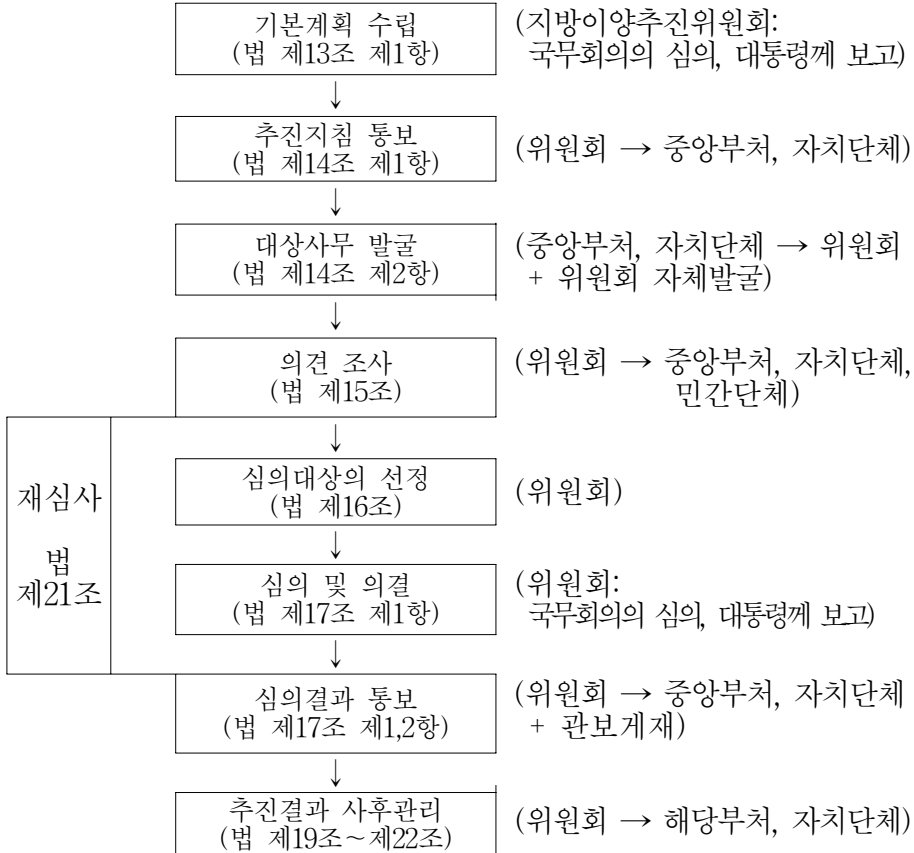 기본계획 수립
(법 제13조 제1항)
(지방이양추진위원회:
국무회의의 심의, 대통령께 보고)
↓
추진지침 통보
(법 제14조 제1항)
(위원회 → 중앙부처, 자치단체)
↓
대상사무 발굴
(법 제14조 제2항)
(중앙부처, 자치단체 → 위원회
+ 위원회 자체발굴)
↓
의견 조사
(법 제15조)
(위원회 → 중앙부처, 자치단체,
민간단체)
↓
재심사
법
제21조
심의대상의 선정
(법 제16조)
(위원회)
↓
심의 및 의결
(법 제17조 제1항)
(위원회:
국무회의의 심의, 대통령께 보고)
↓
심의결과 통보
(법 제17조 제1,2항)
(위원회 → 중앙부처, 자치단체
+ 관보게재)
↓
추진결과 사후관리
(법 제19조~제22조)
(위원회 → 해당부처, 자치단체)